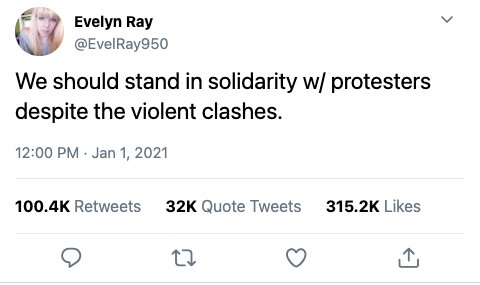 Evelyn Ray
@EvelRay950
We should stand in solidarity w/ protesters
despite the violent clashes.
12:00 PM · Jan 1, 2021
100.4K Retweets 32K Quote Tweets 315.2K Likes